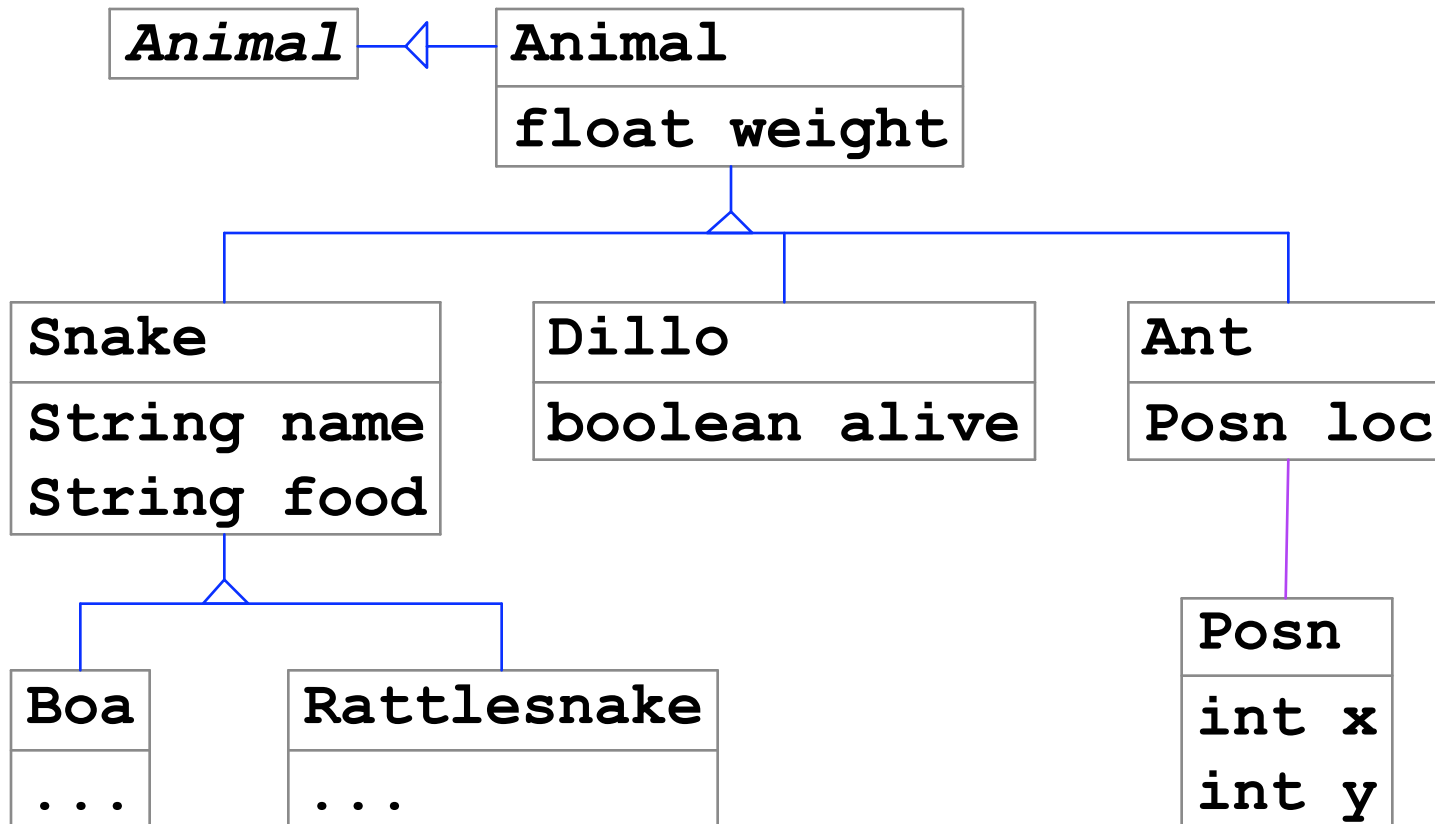 Animal
Animal
float weight
Snake
String name
String food
Dillo
boolean alive
Ant
Posn loc
Boa
...
Rattlesnake
...
Posn
int x
int y